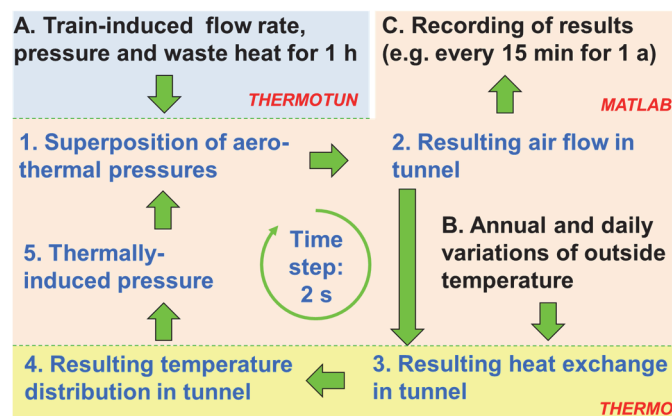 A. Train-induced flow rate,
pressure and waste heat for 1 h
THERMOTUN
C. Recording of results
(e.g. every 15 min for 1 a)
MATLAB
1. Superposition of aero-
thermal pressures
2. Resulting air flow in
tunnel
B. Annual and daily
variations of outside
temperature
5. Thermally-
induced pressure
Time
step:
2 s
4. Resulting temperature
distribution in tunnel
3. Resulting heat exchange
in tunnel
THERMO